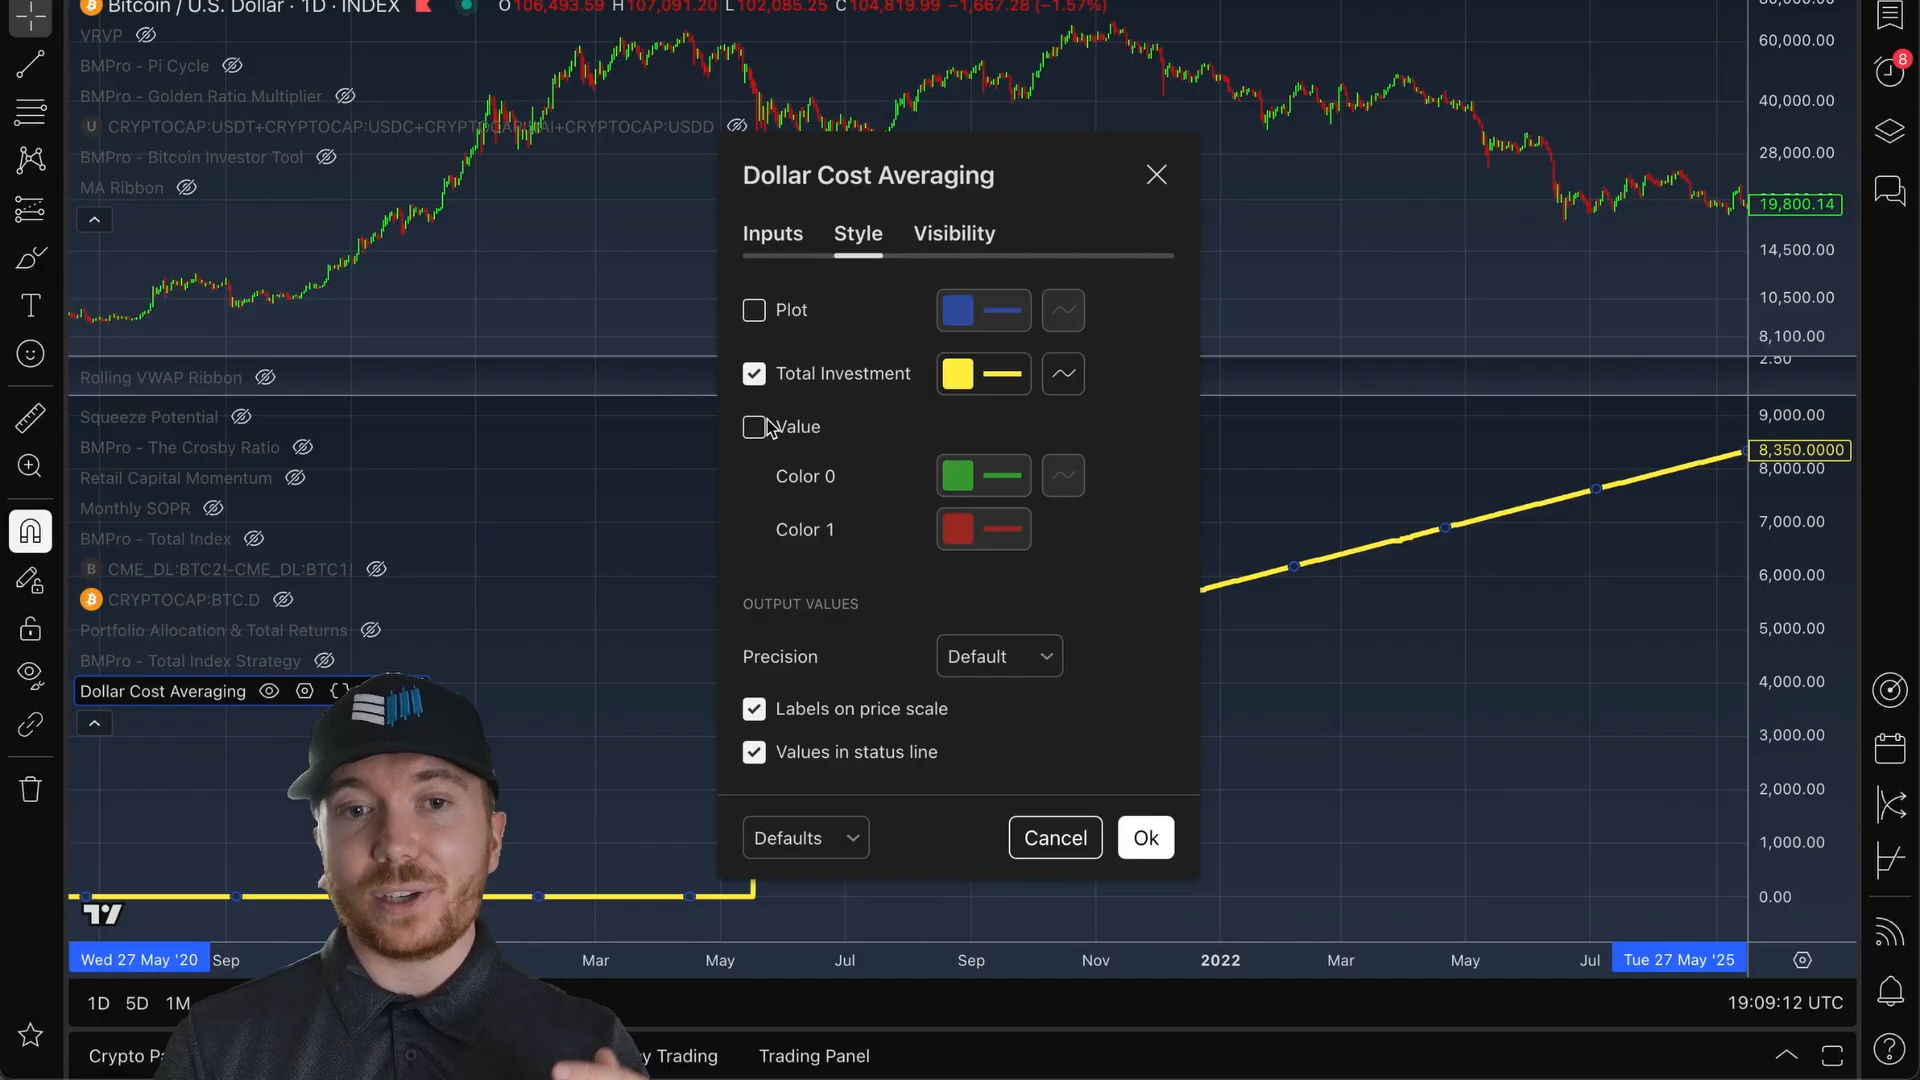 Bitcoin / U.S. Dollar · 1D · INDEX O106,493.59 H107,091.20 L102,085.25 C104,819.99 −1,667.28 (−1.57%)
VRVP
BMPro - Pi Cycle
BMPro - Golden Ratio Multiplier
U CRYPTOCAP:USDT+CRYPTOCAP:USDC+CRYPTOCAP:DAI+CRYPTOCAP:USDD
BMPro - Bitcoin Investor Tool
MA Ribbon
60,000.00
40,000.00
28,000.00
19,800.14
14,500.00
10,500.00
8,100.00
8
Dollar Cost Averaging
Inputs Style Visibility
Plot
Total Investment
Value
Color 0
Color 1
OUTPUT VALUES
Precision Default
Labels on price scale
Values in status line
Defaults Cancel Ok
Rolling VWAP Ribbon
2.50
Squeeze Potential
BMPro - The Crosby Ratio
Retail Capital Momentum
Monthly SOPR
BMPro - Total Index
B CME_DL:BTC2!-CME_DL:BTC1!
CRYPTOCAP:BTC.D
Portfolio Allocation & Total Returns
BMPro - Total Index Strategy
Dollar Cost Averaging
9,000.00
8,350.0000
8,000.00
7,000.00
6,000.00
5,000.00
4,000.00
3,000.00
2,000.00
1,000.00
0.00
Wed 27 May '20 Sep Mar May Jul Sep Nov 2022 Mar May Jul Tue 27 May '25
1D 5D 1M 19:09:12 UTC
Crypto Trading Trading Panel